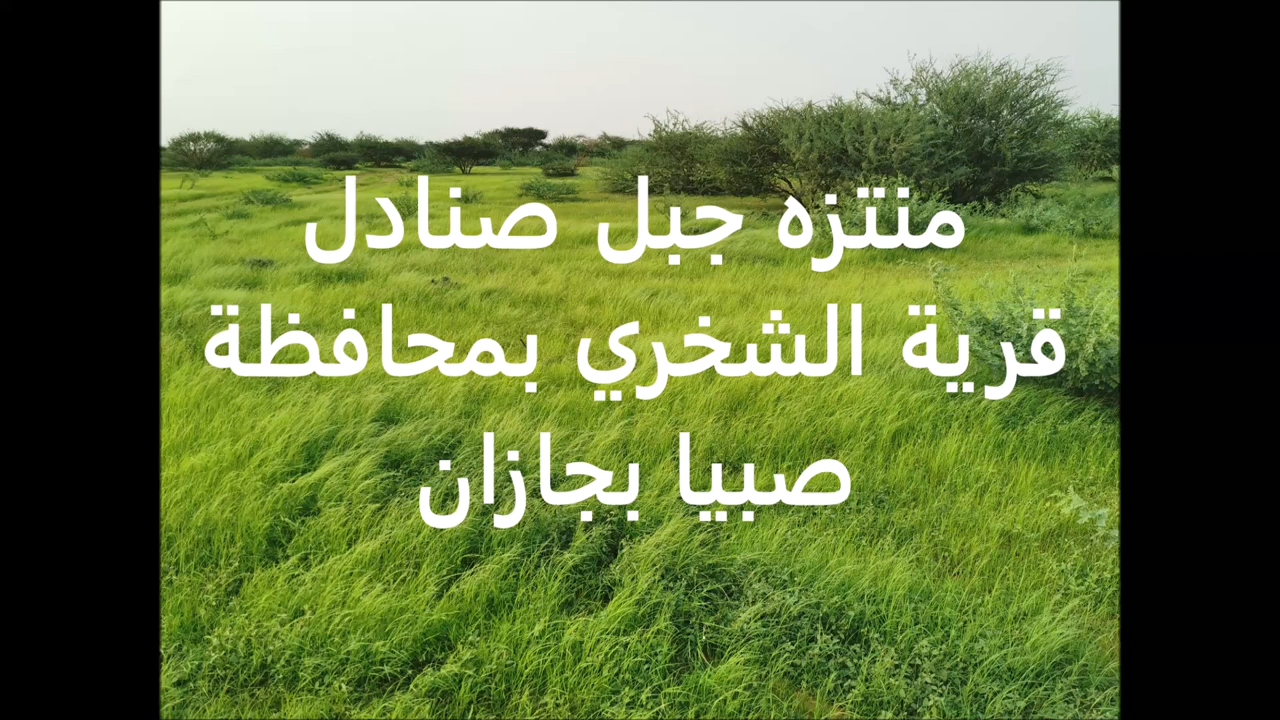 منتزه جبل صنادل
قرية الشخري بمحافظة
صبيا بجازان